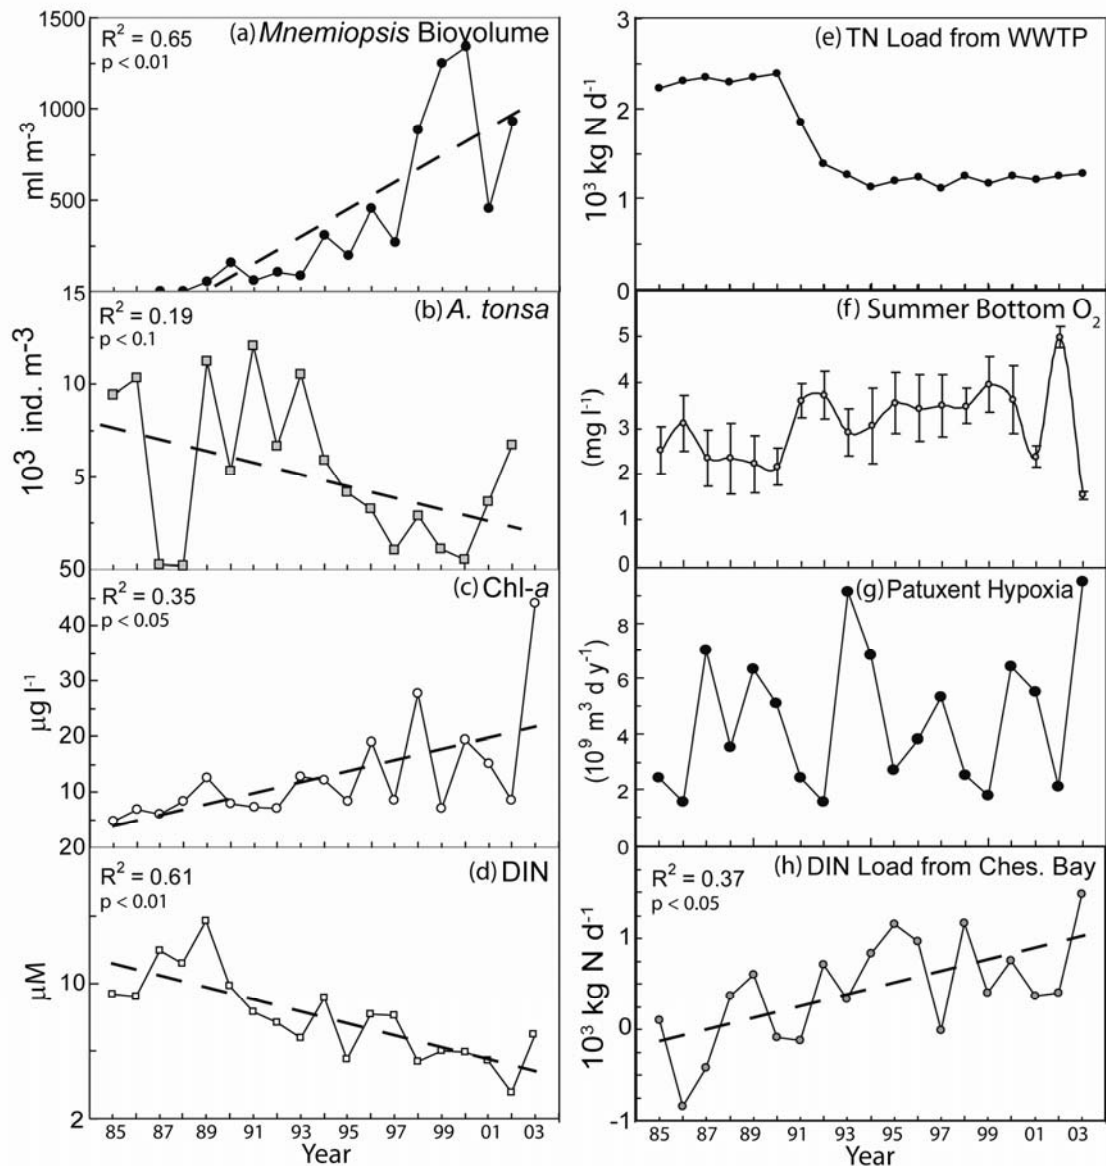 (a) Mnemiopsis Biovolume
R² = 0.65
p < 0.01
1500
1000
500
ml m⁻³
(b) A. tonsa
R² = 0.19
p < 0.1
15
10
5
10³ ind. m⁻³
(c) Chl-a
R² = 0.35
p < 0.05
50
40
30
20
10
µg l⁻¹
(d) DIN
R² = 0.61
p < 0.01
20
10
2
µM
85 87 89 91 93 95 97 99 01 03
Year
(e) TN Load from WWTP
3
2
1
0
10³ kg N d⁻¹
(f) Summer Bottom O₂
5
4
3
2
1
0
(mg l⁻¹)
(g) Patuxent Hypoxia
8
6
4
2
0
(10⁹ m³ d y⁻¹)
(h) DIN Load from Ches. Bay
R² = 0.37
p < 0.05
1
0
-1
10³ kg N d⁻¹
85 87 89 91 93 95 97 99 01 03
Year